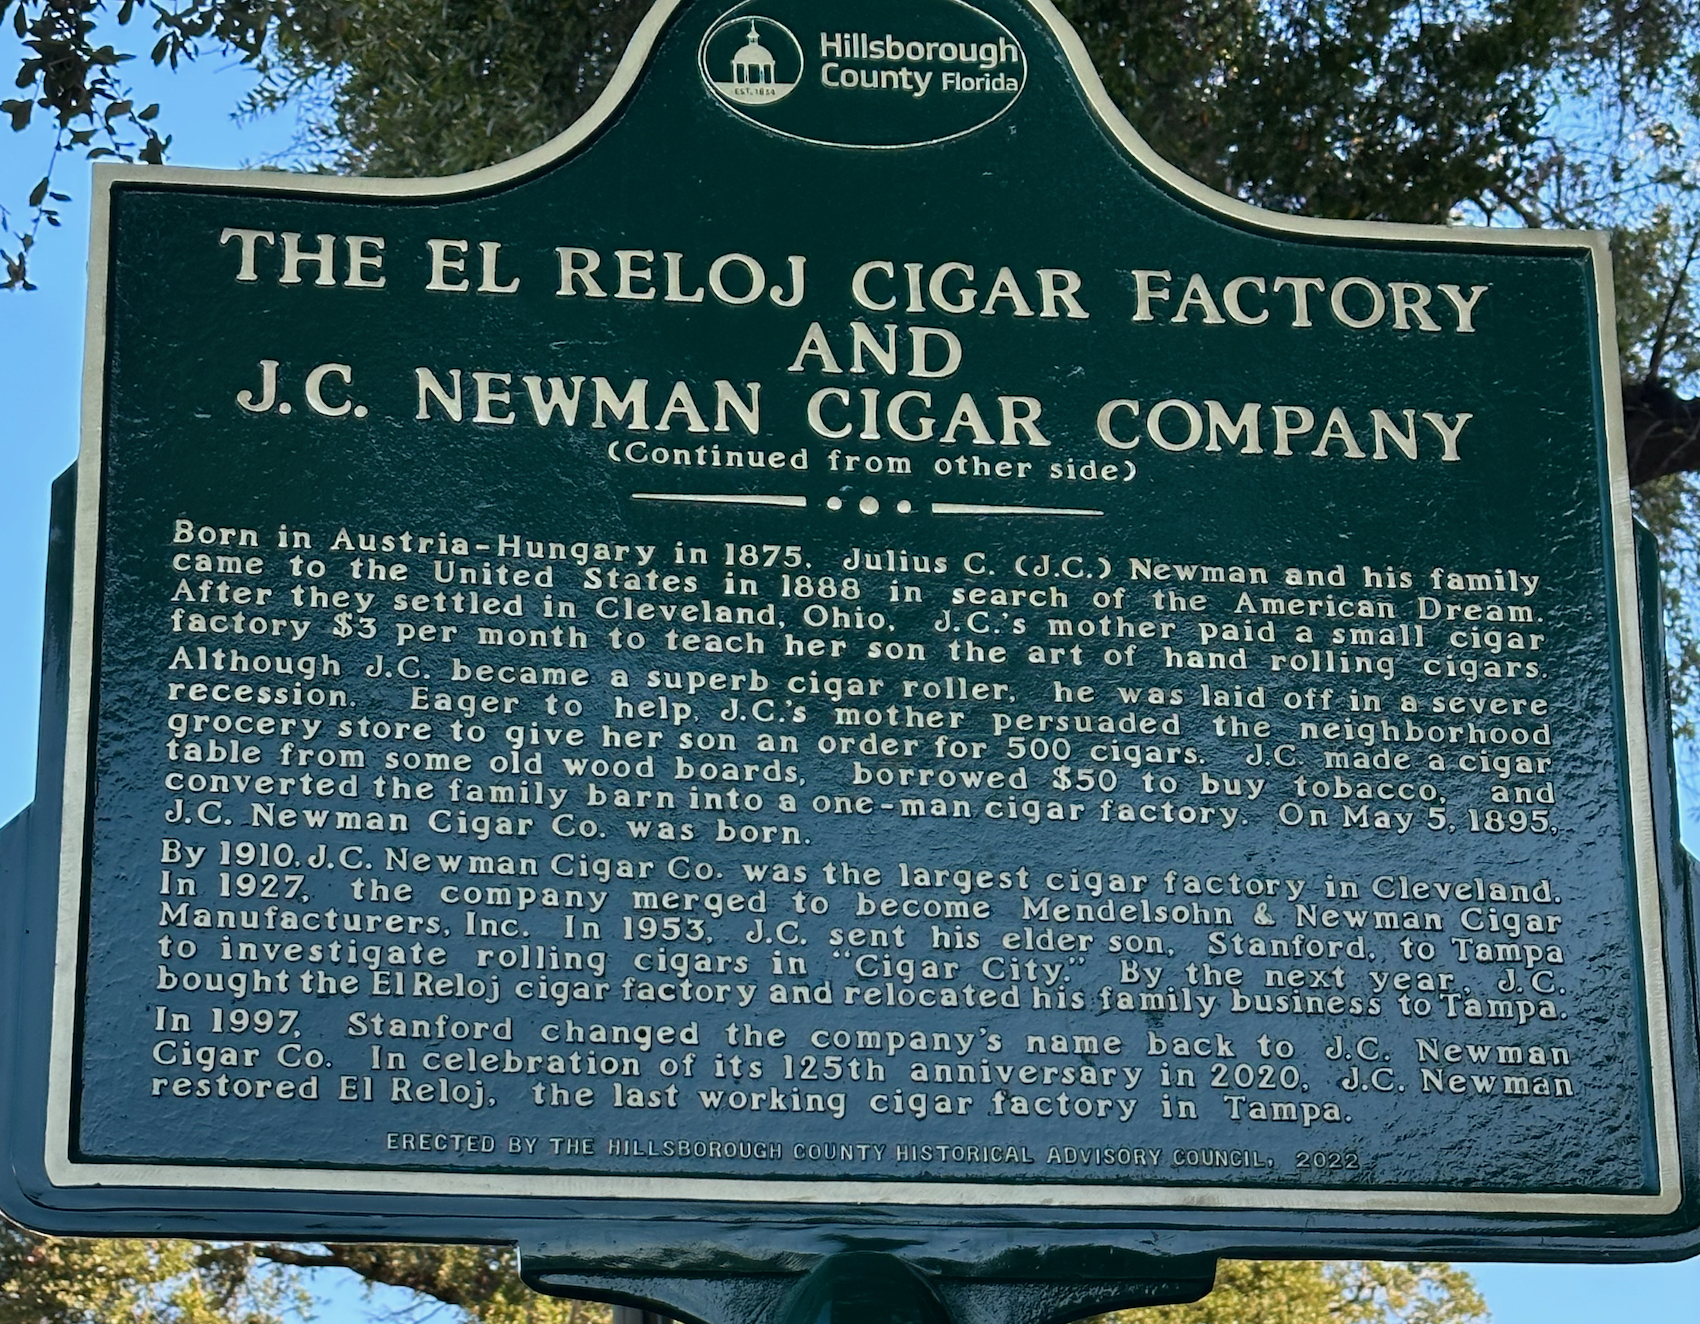 Hillsborough
County Florida
EST. 1834
THE EL RELOJ CIGAR FACTORY
AND
J.C. NEWMAN CIGAR COMPANY
(Continued from other side)
Born in Austria-Hungary in 1875, Julius C. (J.C.) Newman and his family
came to the United States in 1888 in search of the American Dream.
After they settled in Cleveland, Ohio, J.C.'s mother paid a small cigar
factory $3 per month to teach her son the art of hand rolling cigars.
Although J.C. became a superb cigar roller, he was laid off in a severe
recession. Eager to help, J.C.'s mother persuaded the neighborhood
grocery store to give her son an order for 500 cigars. J.C. made a cigar
table from some old wood boards, borrowed $50 to buy tobacco, and
converted the family barn into a one-man cigar factory. On May 5, 1895,
J.C. Newman Cigar Co. was born.
By 1910, J.C. Newman Cigar Co. was the largest cigar factory in Cleveland.
In 1927, the company merged to become Mendelsohn & Newman Cigar
Manufacturers, Inc. In 1953, J.C. sent his elder son, Stanford, to Tampa
to investigate rolling cigars in "Cigar City." By the next year, J.C.
bought the El Reloj cigar factory and relocated his family business to Tampa.
In 1997, Stanford changed the company's name back to J.C. Newman
Cigar Co. In celebration of its 125th anniversary in 2020, J.C. Newman
restored El Reloj, the last working cigar factory in Tampa.
ERECTED BY THE HILLSBOROUGH COUNTY HISTORICAL ADVISORY COUNCIL, 2022